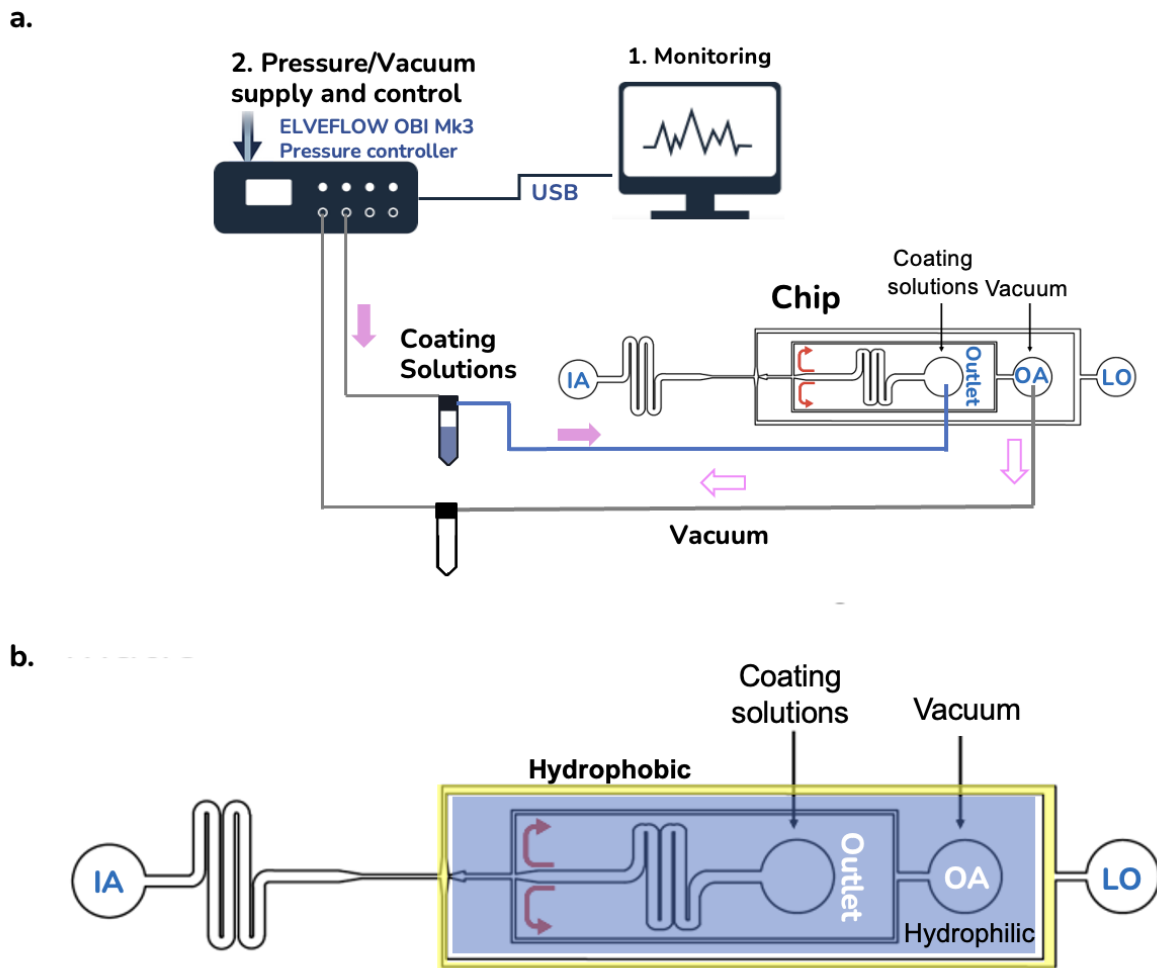 a.
2. Pressure/Vacuum
supply and control
ELVEFLOW OBI Mk3
Pressure controller
1. Monitoring
USB
Coating
solutions
Vacuum
Chip
Coating
Solutions
IA
Outlet
OA
LO
Vacuum
b.
Coating
solutions
Vacuum
Hydrophobic
IA
Outlet
OA
LO
Hydrophilic